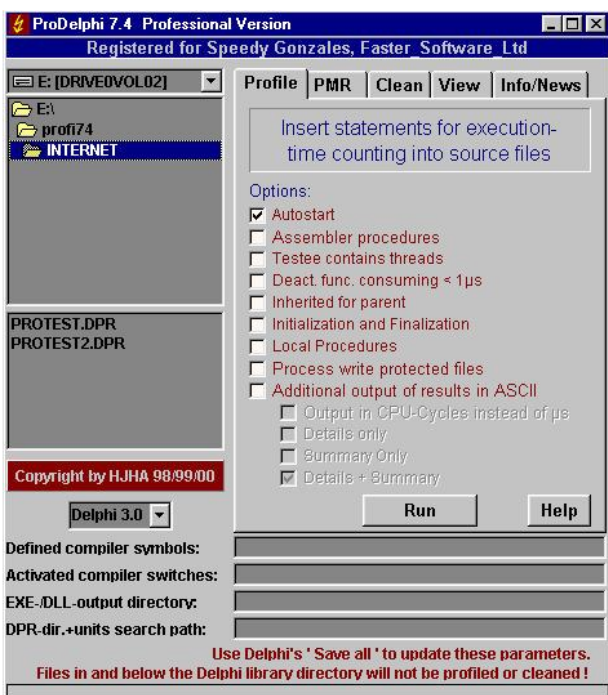 ProDelphi 7.4 Professional Version
Registered for Speedy Gonzales, Faster_Software_Ltd
E: [DRIVE0VOL02]
E:\
profi74
INTERNET
PROTEST.DPR
PROTEST2.DPR
Copyright by HJHA 98/99/00
Delphi 3.0
Profile PMR Clean View Info/News
Insert statements for execution-
time counting into source files
Options:
Autostart
Assembler procedures
Testee contains threads
Deact. func. consuming < 1µs
Inherited for parent
Initialization and Finalization
Local Procedures
Process write protected files
Additional output of results in ASCII
Output in CPU-Cycles instead of µs
Details only
Summary Only
Details + Summary
Run Help
Defined compiler symbols:
Activated compiler switches:
EXE-/DLL-output directory:
DPR-dir.+units search path:
Use Delphi's ' Save all ' to update these parameters.
Files in and below the Delphi library directory will not be profiled or cleaned !